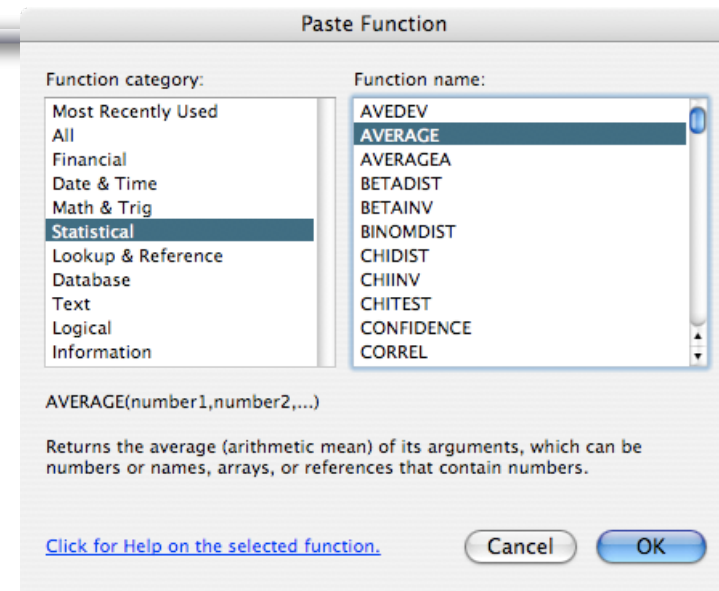 Paste Function
Function category:
Function name:
Most Recently Used
All
Financial
Date & Time
Math & Trig
Statistical
Lookup & Reference
Database
Text
Logical
Information
AVEDEV
AVERAGE
AVERAGEA
BETADIST
BETAINV
BINOMDIST
CHIDIST
CHIINV
CHITEST
CONFIDENCE
CORREL
AVERAGE(number1,number2,...)
Returns the average (arithmetic mean) of its arguments, which can be
numbers or names, arrays, or references that contain numbers.
Click for Help on the selected function.
Cancel
OK